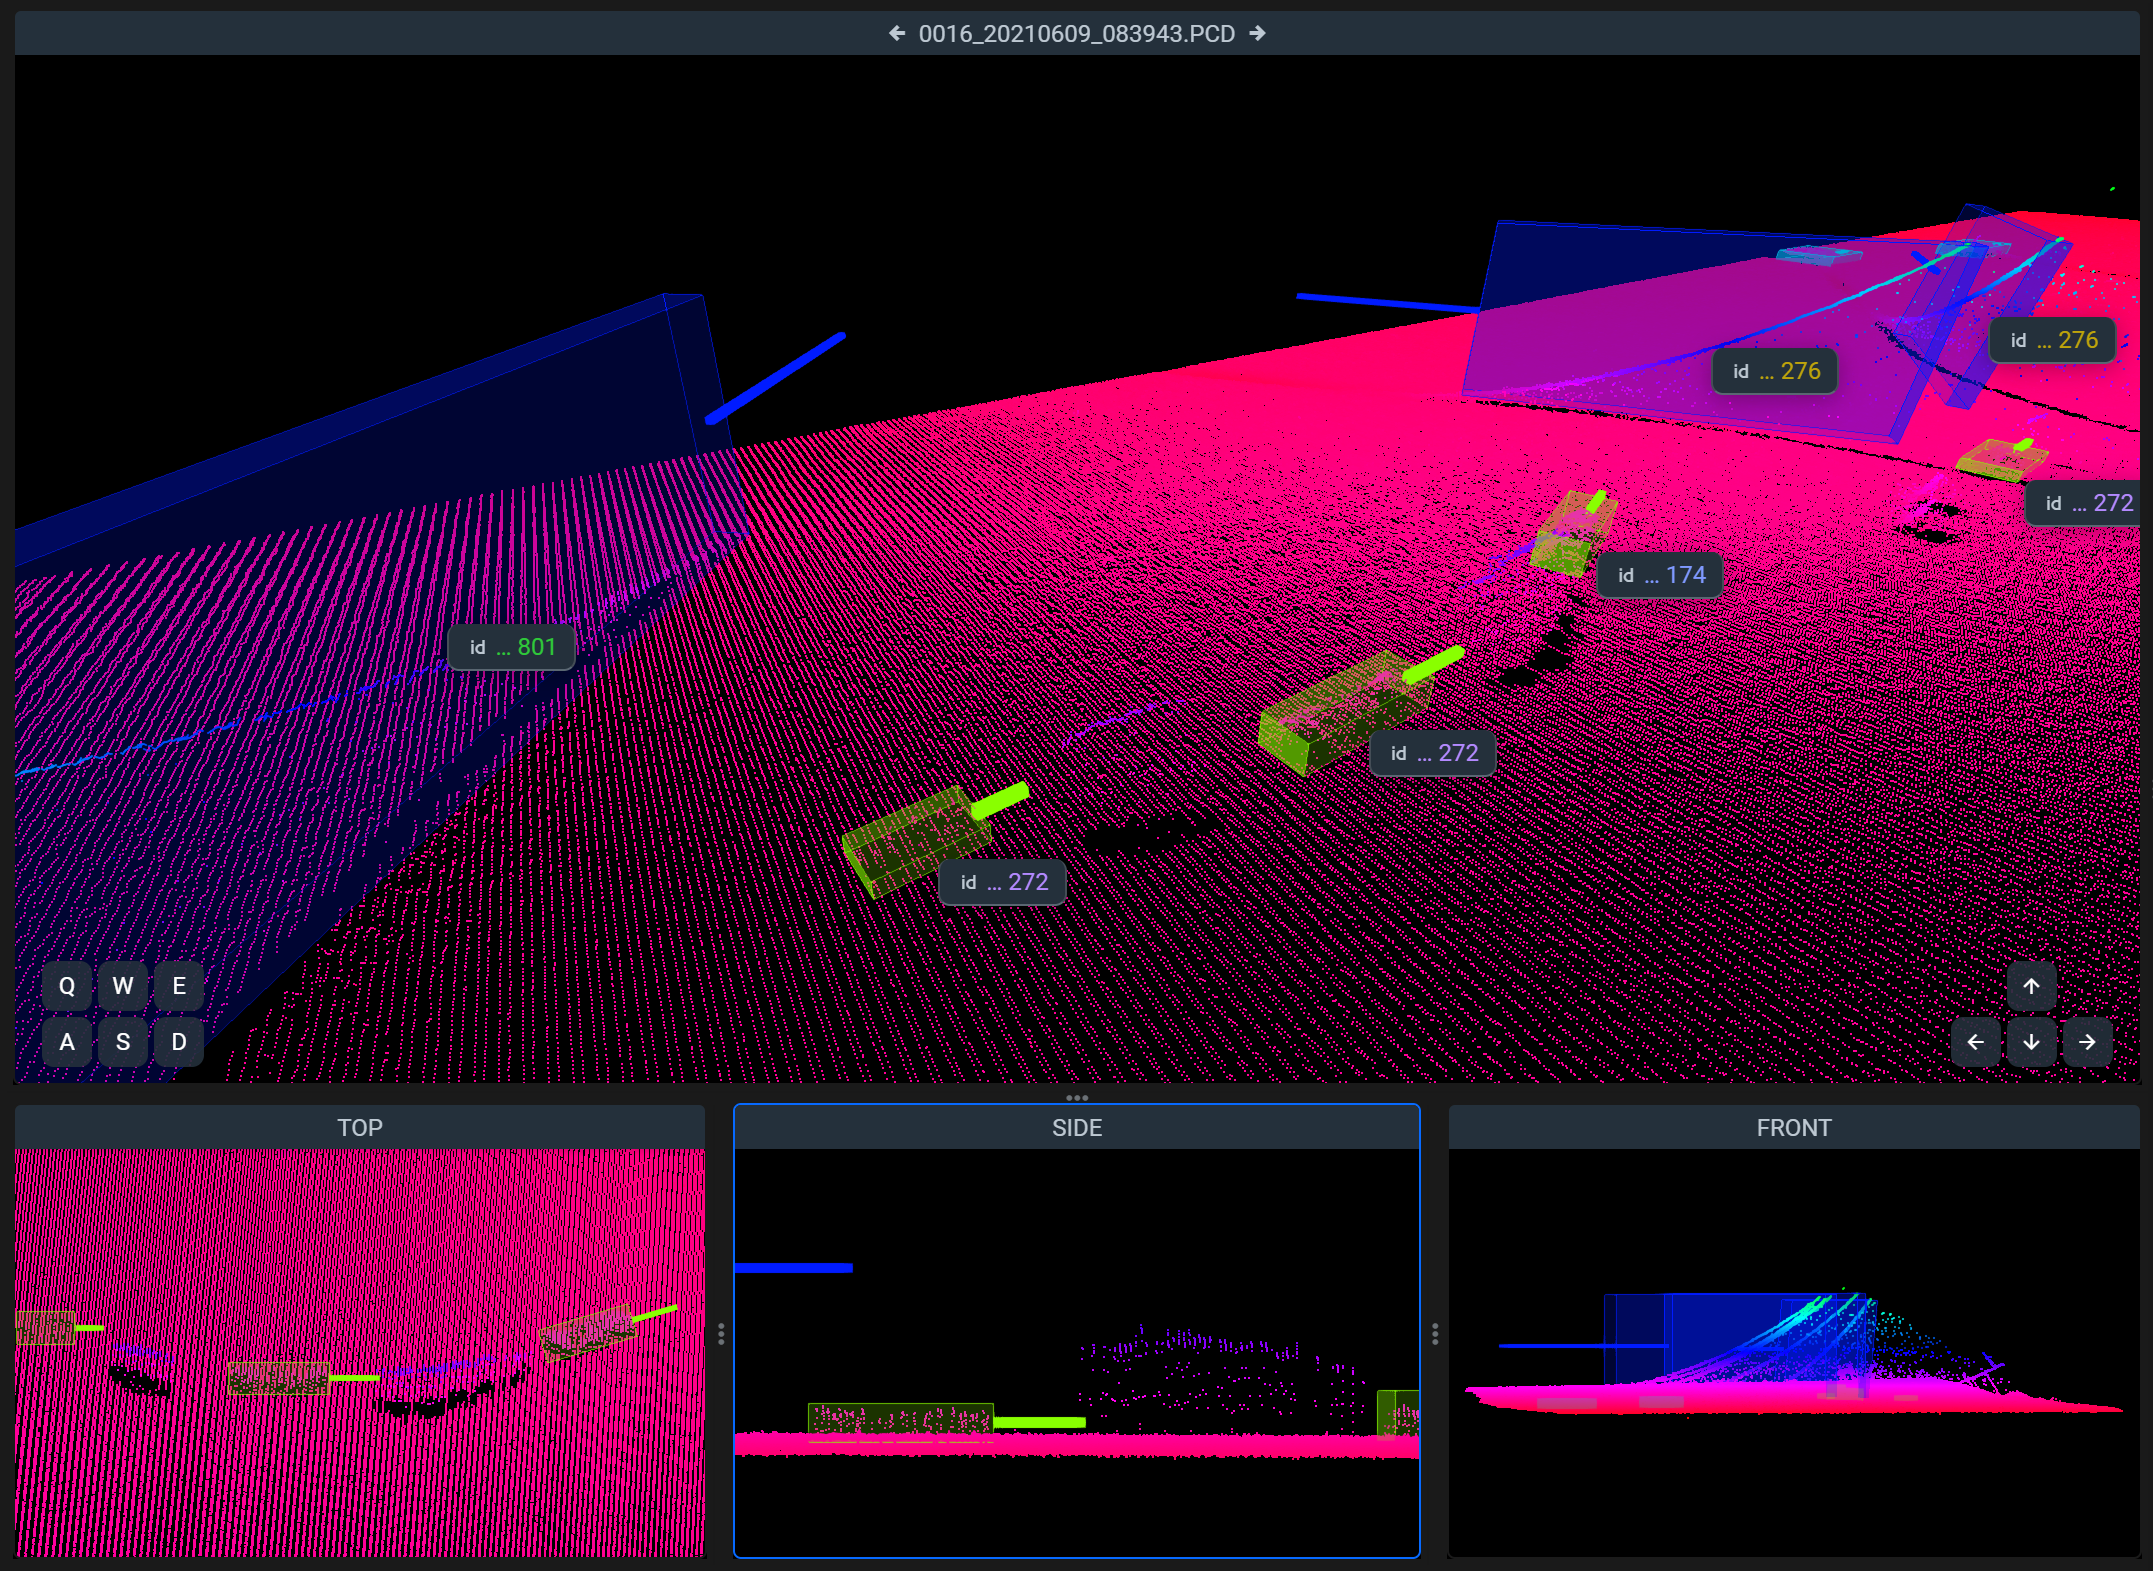 ← 0016_20210609_083943.PCD →
id ... 276
id ... 276
id ... 272
id ... 174
id ... 801
id ... 272
id ... 272
Q W E
A S D
↑
← ↓ →
TOP
SIDE
FRONT